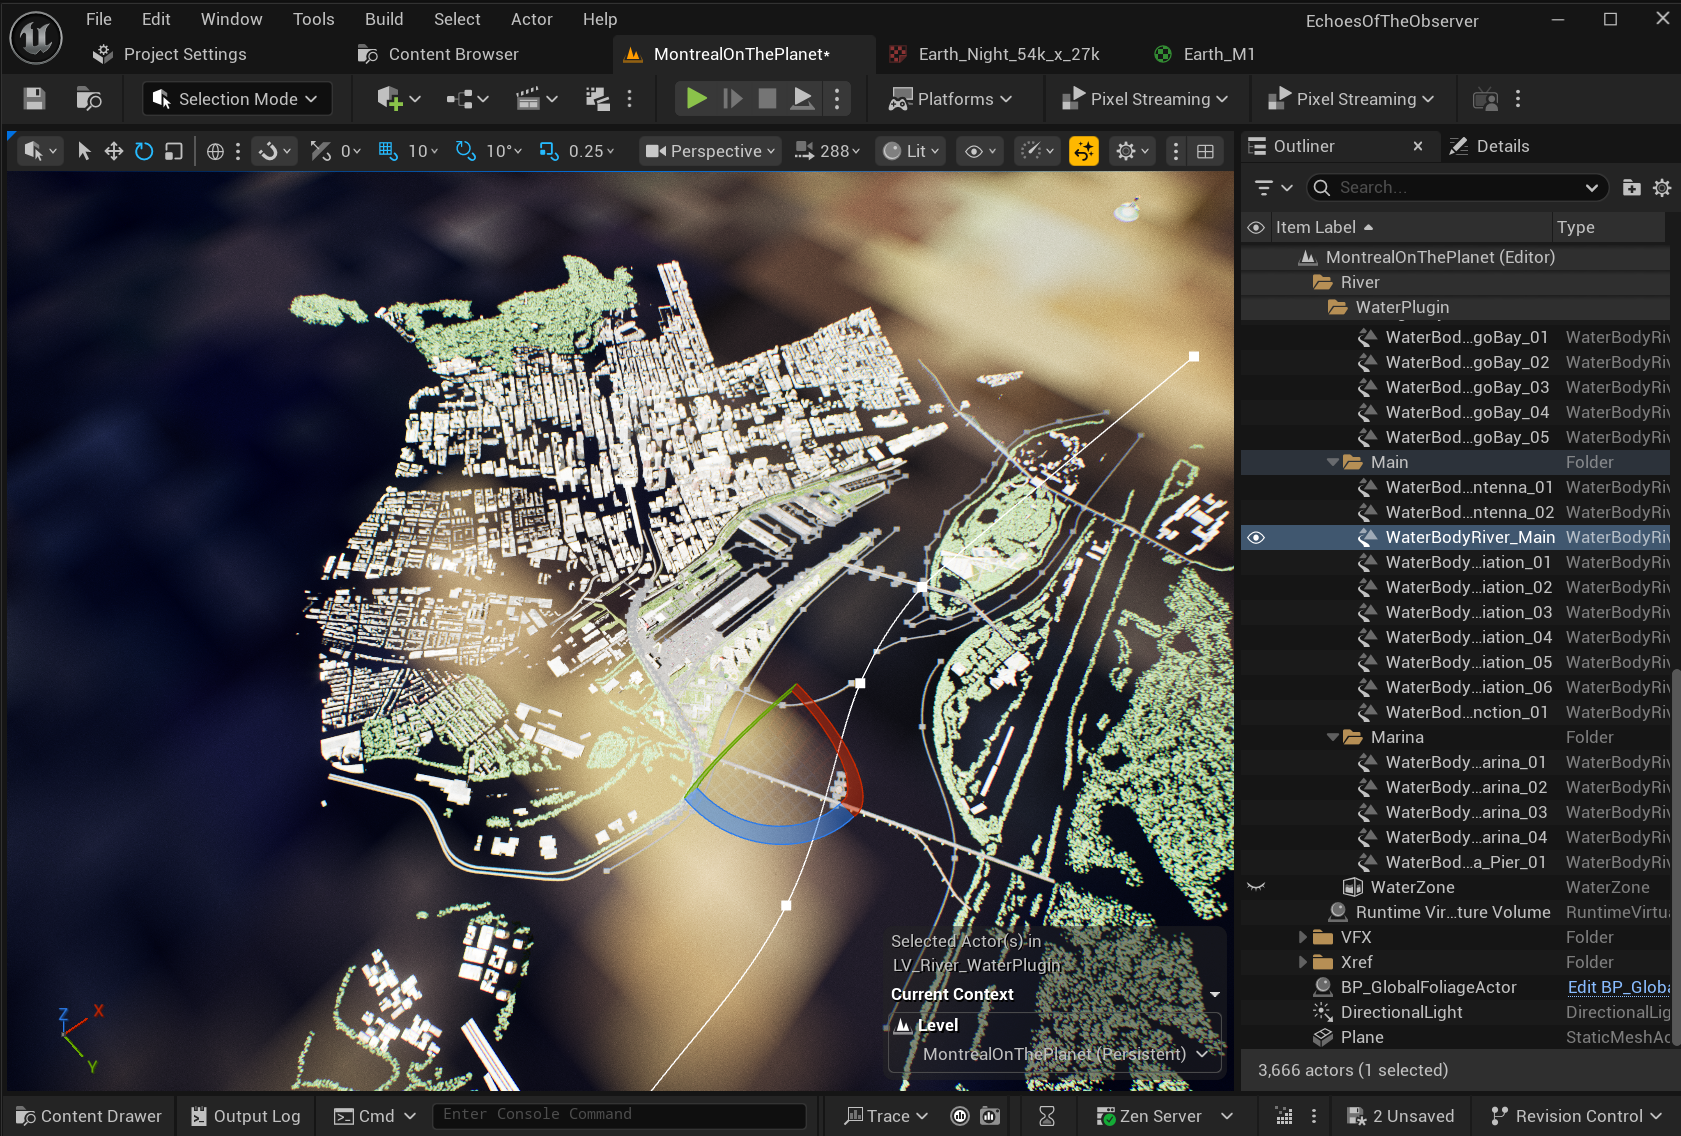 File Edit Window Tools Build Select Actor Help
EchoesOfTheObserver
Project Settings
Content Browser
MontrealOnThePlanet*
Earth_Night_54k_x_27k
Earth_M1
Selection Mode
Platforms
Pixel Streaming
Pixel Streaming
0
10
10°
0.25
Perspective
288
Lit
Outliner
Details
Search...
Item Label
Type
MontrealOnThePlanet (Editor)
River
WaterPlugin
WaterBod...goBay_01 WaterBodyRiv
WaterBod...goBay_02 WaterBodyRiv
WaterBod...goBay_03 WaterBodyRiv
WaterBod...goBay_04 WaterBodyRiv
WaterBod...goBay_05 WaterBodyRiv
Main Folder
WaterBod...ntenna_01 WaterBodyRiv
WaterBod...ntenna_02 WaterBodyRiv
WaterBodyRiver_Main WaterBodyRiv
WaterBody...iation_01 WaterBodyRiv
WaterBody...iation_02 WaterBodyRiv
WaterBody...iation_03 WaterBodyRiv
WaterBody...iation_04 WaterBodyRiv
WaterBody...iation_05 WaterBodyRiv
WaterBody...iation_06 WaterBodyRiv
WaterBod...nction_01 WaterBodyRiv
Marina Folder
WaterBody...arina_01 WaterBodyRiv
WaterBody...arina_02 WaterBodyRiv
WaterBody...arina_03 WaterBodyRiv
WaterBody...arina_04 WaterBodyRiv
WaterBod...a_Pier_01 WaterBodyRiv
WaterZone WaterZone
Runtime Vir...ture Volume RuntimeVirtua
VFX Folder
Xref Folder
BP_GlobalFoliageActor Edit BP_Globa
DirectionalLight DirectionalLig
Plane StaticMeshAc
3,666 actors (1 selected)
Selected Actor(s) in
LV_River_WaterPlugin
Current Context
Level
MontrealOnThePlanet (Persistent)
Z
X
Y
Content Drawer
Output Log
Cmd
Enter Console Command
Trace
Zen Server
2 Unsaved
Revision Control